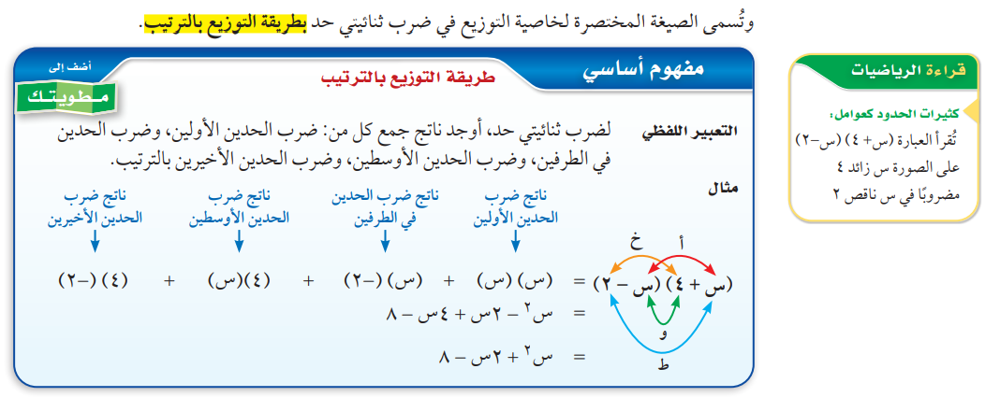 وتُسمى الصيغة المختصرة لخاصية التوزيع في ضرب ثنائيتي حد بطريقة التوزيع بالترتيب.
قراءة الرياضيات
كثيرات الحدود كعوامل:
تُقرأ العبارة (س+ ٤) (س–٢)
على الصورة س زائد ٤
مضروبًا في س ناقص ٢
مفهوم أساسي
طريقة التوزيع بالترتيب
أضف إلى
مـطويتـك
التعبير اللفظي
لضرب ثنائيتي حد، أوجد ناتج جمع كل من: ضرب الحدين الأولين، وضرب الحدين
في الطرفين، وضرب الحدين الأوسطين، وضرب الحدين الأخيرين بالترتيب.
مثال
ناتج ضرب
الحدين الأولين
ناتج ضرب الحدين
في الطرفين
ناتج ضرب
الحدين الأوسطين
ناتج ضرب
الحدين الأخيرين
أ
خ
(س + ٤) (س – ٢) = (س) (س) + (س) (–٢) + (٤)(س) + (٤) (–٢)
و
ط
= س٢ – ٢س + ٤س – ٨
= س٢ + ٢س – ٨